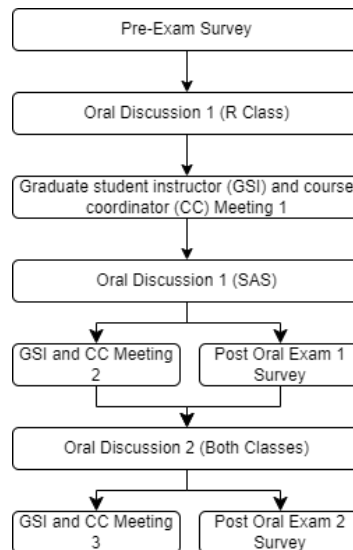 Pre-Exam Survey
Oral Discussion 1 (R Class)
Graduate student instructor (GSI) and course
coordinator (CC) Meeting 1
Oral Discussion 1 (SAS)
GSI and CC Meeting
2
Post Oral Exam 1
Survey
Oral Discussion 2 (Both Classes)
GSI and CC Meeting
3
Post Oral Exam 2
Survey